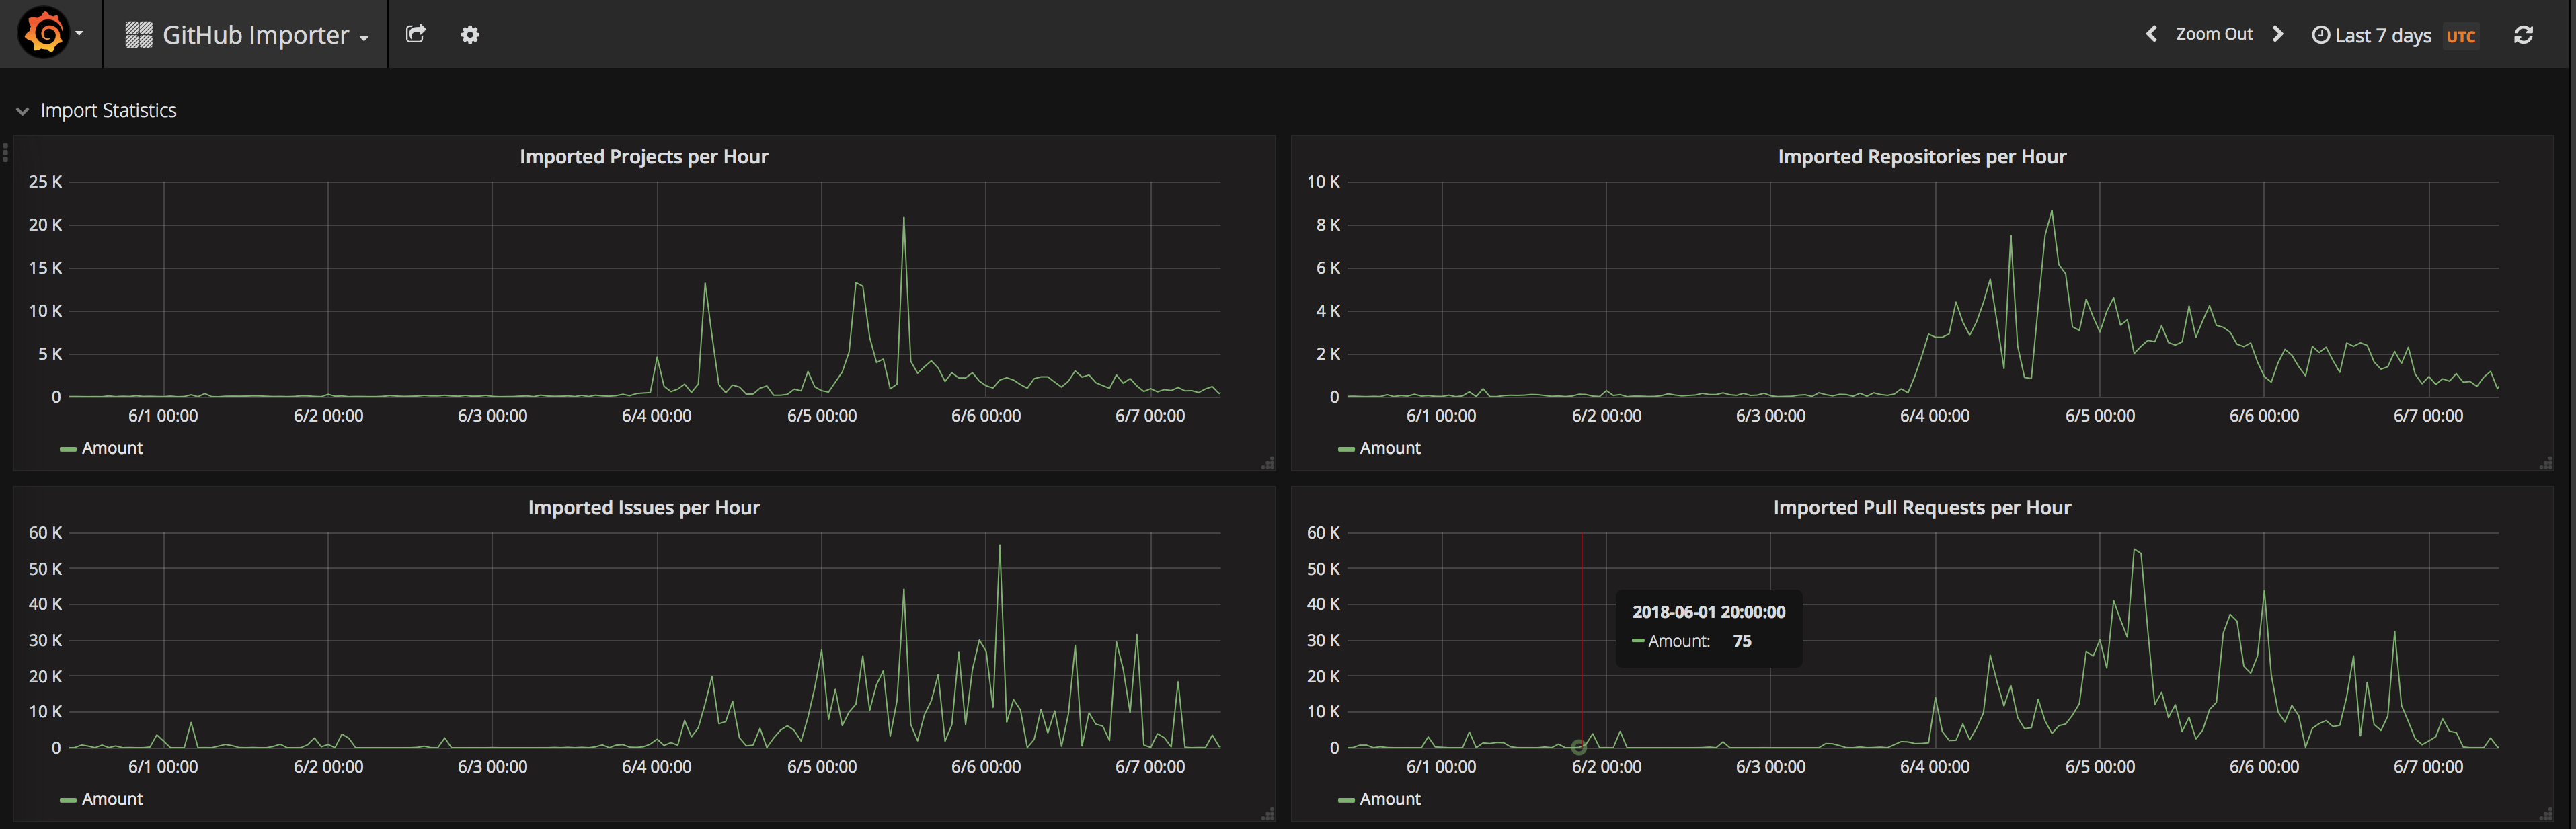 GitHub Importer
Zoom Out
Last 7 days UTC
Import Statistics
Imported Projects per Hour
25 K
20 K
15 K
10 K
5 K
0
6/1 00:00 6/2 00:00 6/3 00:00 6/4 00:00 6/5 00:00 6/6 00:00 6/7 00:00
Amount
Imported Repositories per Hour
10 K
8 K
6 K
4 K
2 K
0
6/1 00:00 6/2 00:00 6/3 00:00 6/4 00:00 6/5 00:00 6/6 00:00 6/7 00:00
Amount
Imported Issues per Hour
60 K
50 K
40 K
30 K
20 K
10 K
0
6/1 00:00 6/2 00:00 6/3 00:00 6/4 00:00 6/5 00:00 6/6 00:00 6/7 00:00
Amount
Imported Pull Requests per Hour
60 K
50 K
40 K
30 K
20 K
10 K
0
2018-06-01 20:00:00
Amount: 75
6/1 00:00 6/2 00:00 6/3 00:00 6/4 00:00 6/5 00:00 6/6 00:00 6/7 00:00
Amount